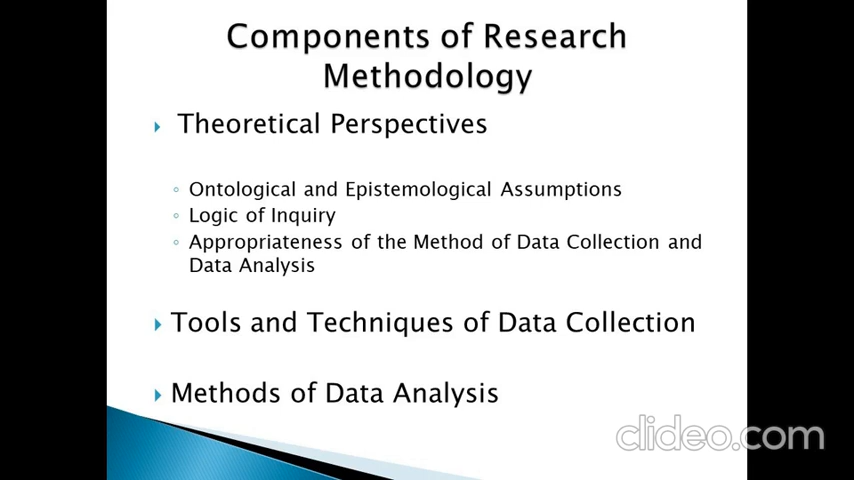 Components of Research
Methodology
Theoretical Perspectives
Ontological and Epistemological Assumptions
Logic of Inquiry
Appropriateness of the Method of Data Collection and
Data Analysis
Tools and Techniques of Data Collection
Methods of Data Analysis
clideo.com